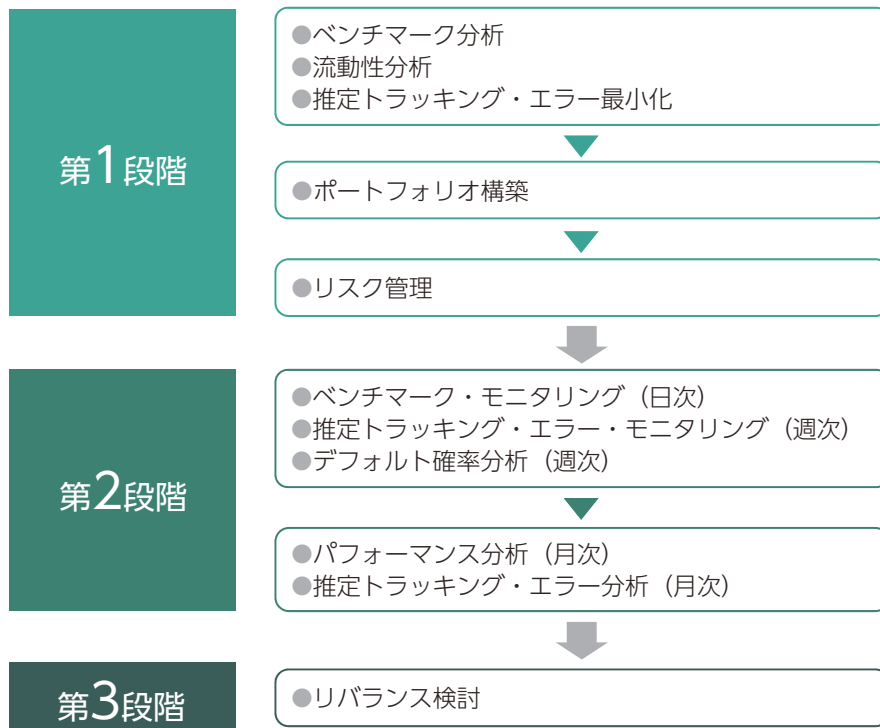 第1段階
●ベンチマーク分析
●流動性分析
●推定トラッキング・エラー最小化
●ポートフォリオ構築
●リスク管理
第2段階
●ベンチマーク・モニタリング（日次）
●推定トラッキング・エラー・モニタリング（週次）
●デフォルト確率分析（週次）
●パフォーマンス分析（月次）
●推定トラッキング・エラー分析（月次）
第3段階
●リバランス検討